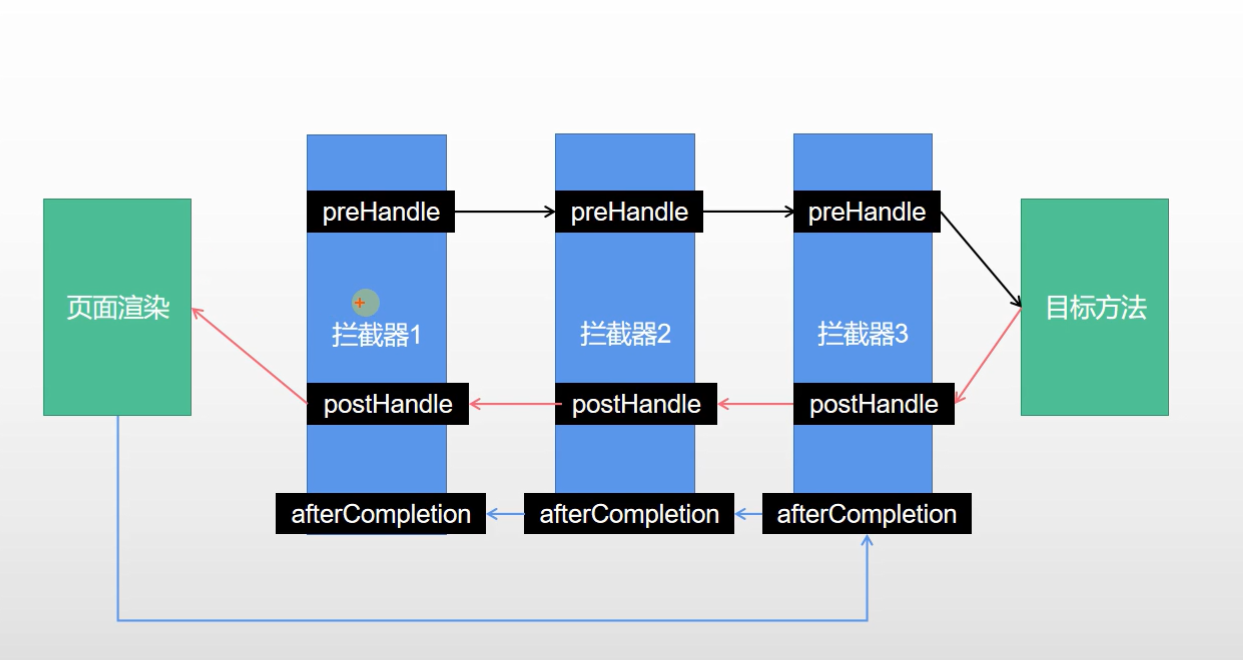 preHandle
preHandle
preHandle
页面渲染
目标方法
拦截器1
拦截器2
拦截器3
postHandle
postHandle
postHandle
afterCompletion
afterCompletion
afterCompletion